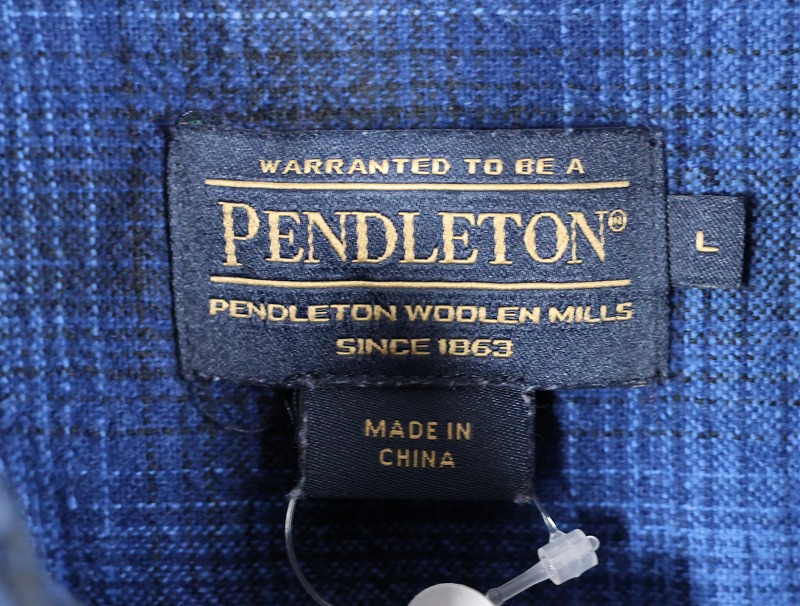 WARRANTED TO BE A
PENDLETON®
L
PENDLETON WOOLEN MILLS
SINCE 1863
MADE IN
CHINA